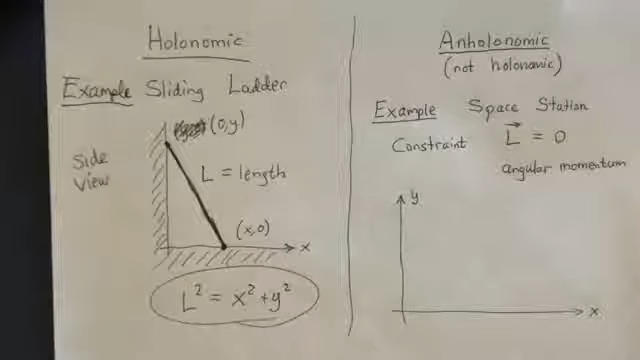 Holonomic
Example Sliding Ladder
(0,y)
Side
View
L = length
(x,0)
x
L² = x² + y²
Anholonomic
(not holonomic)
Example Space Station
Constraint L⃗ = 0
angular momentum
y
x